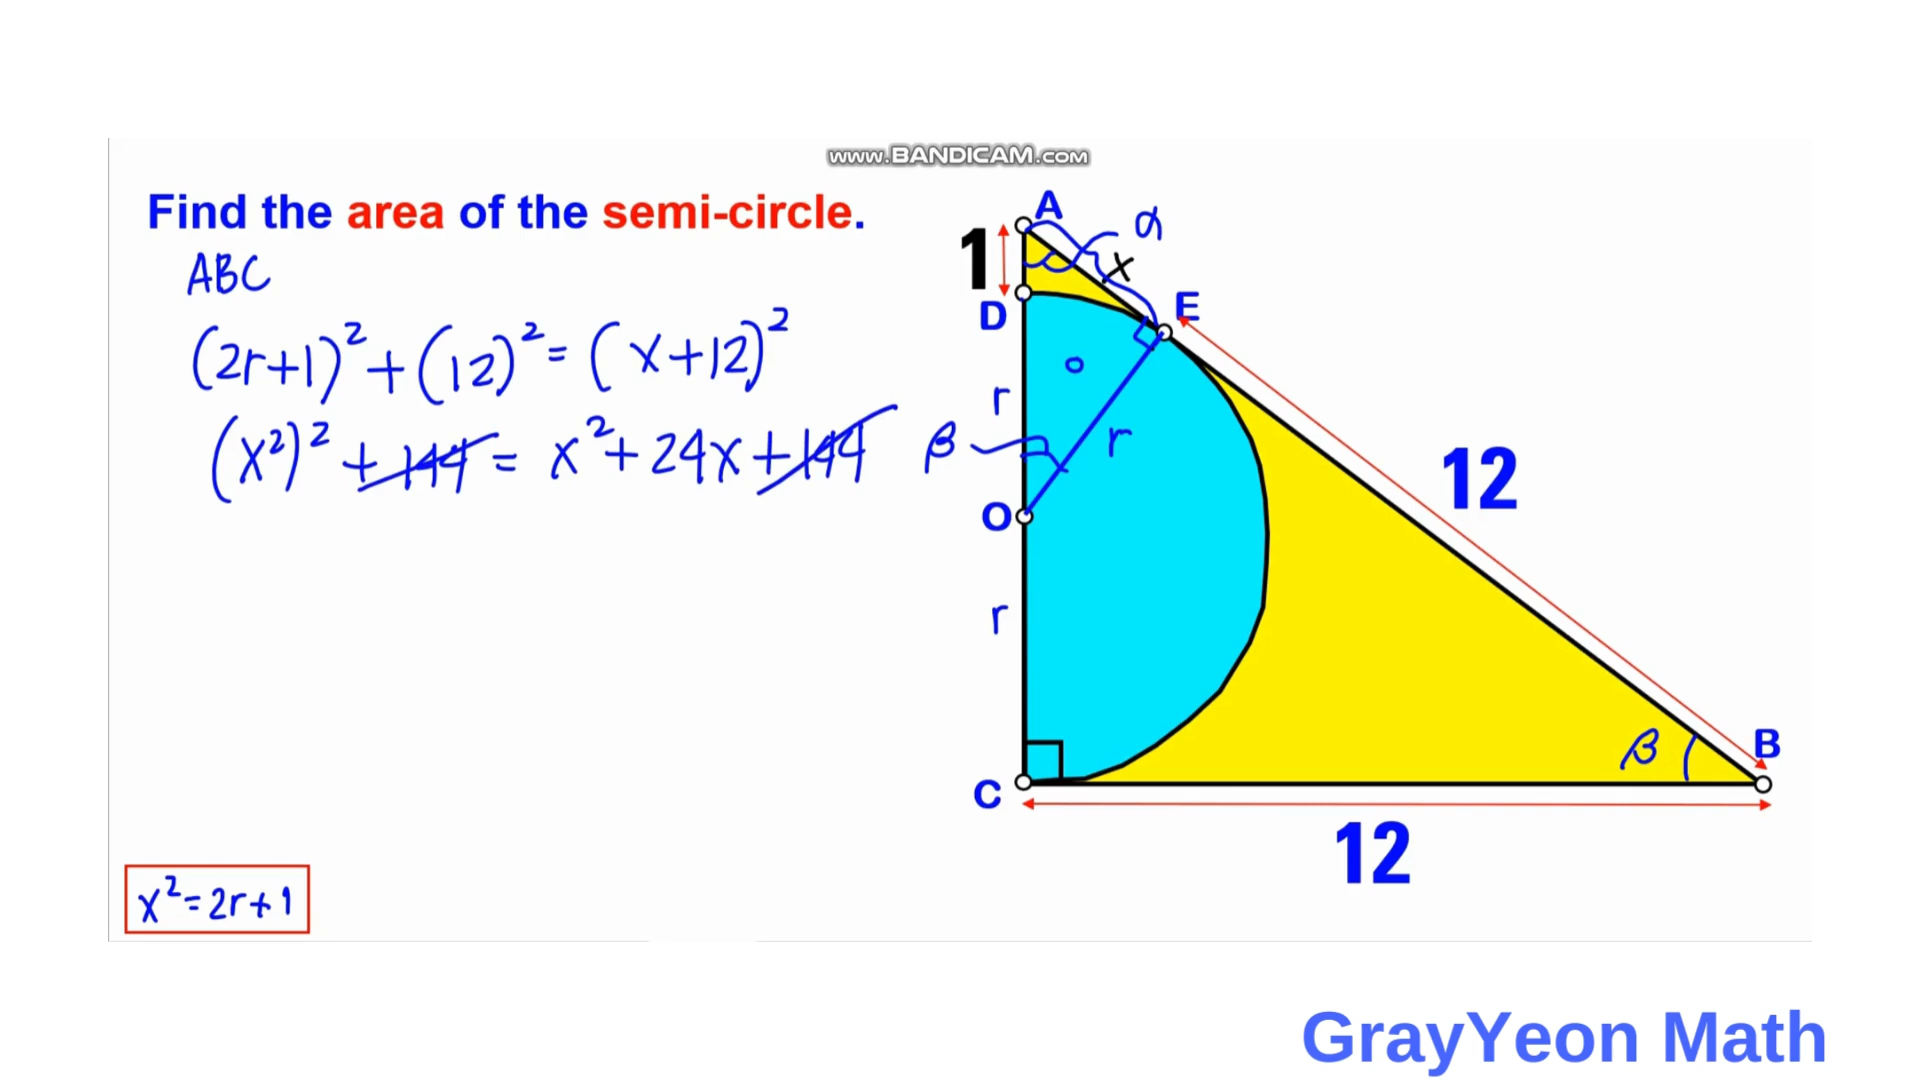 www.BANDICAM.com
Find the area of the semi-circle.
ABC
(2r+1)² + (12)² = (x+12)²
(x²)² + 144 = x² + 24x + 144
x² = 2r + 1
A
α
1
x
D
E
r
β
r
12
O
r
β
B
C
12
GrayYeon Math